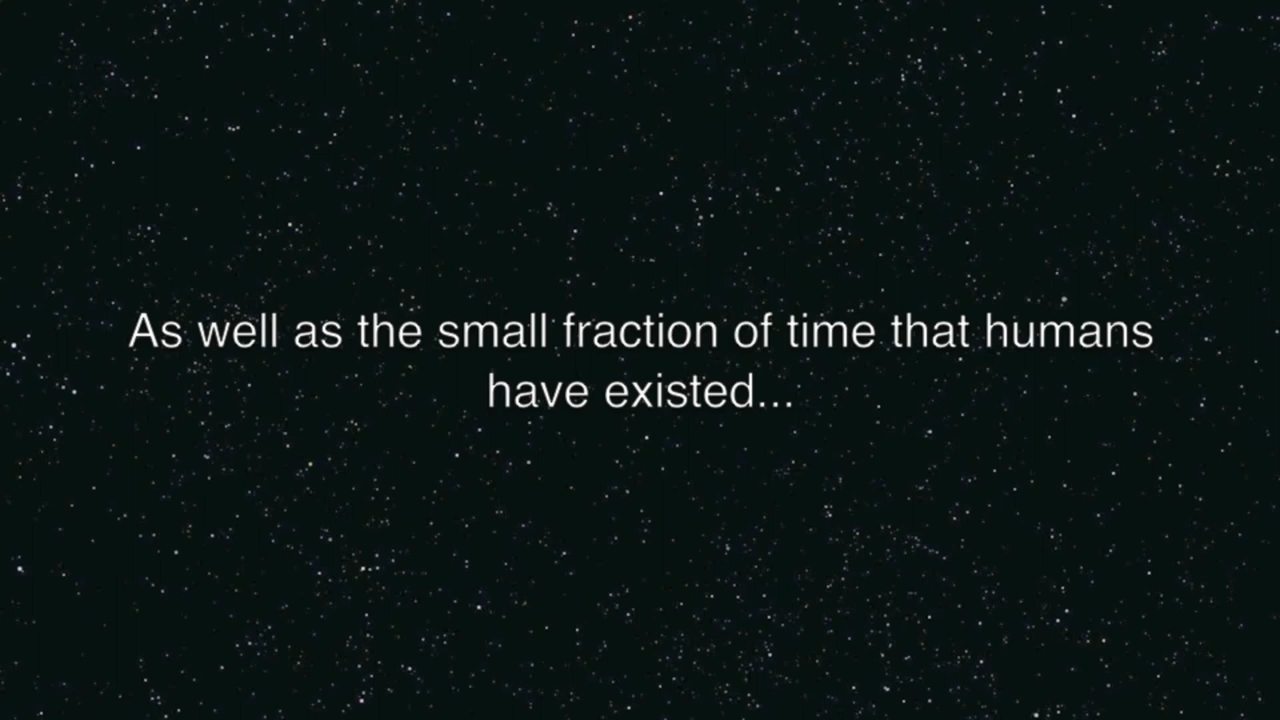 As well as the small fraction of time that humans
have existed...